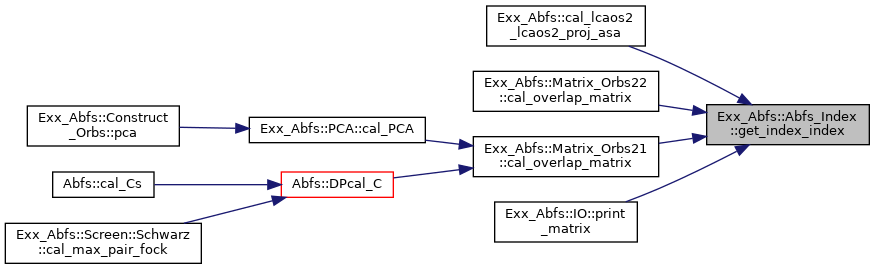 Exx_Abfs::cal_lcaos2
_lcaos2_proj_asa
Exx_Abfs::Matrix_Orbs22
::cal_overlap_matrix
Exx_Abfs::Abfs_Index
::get_index_index
Exx_Abfs::Construct
_Orbs::pca
Exx_Abfs::PCA::cal_PCA
Exx_Abfs::Matrix_Orbs21
::cal_overlap_matrix
Abfs::cal_Cs
Abfs::DPcal_C
Exx_Abfs::IO::print
_matrix
Exx_Abfs::Screen::Schwarz
::cal_max_pair_fock